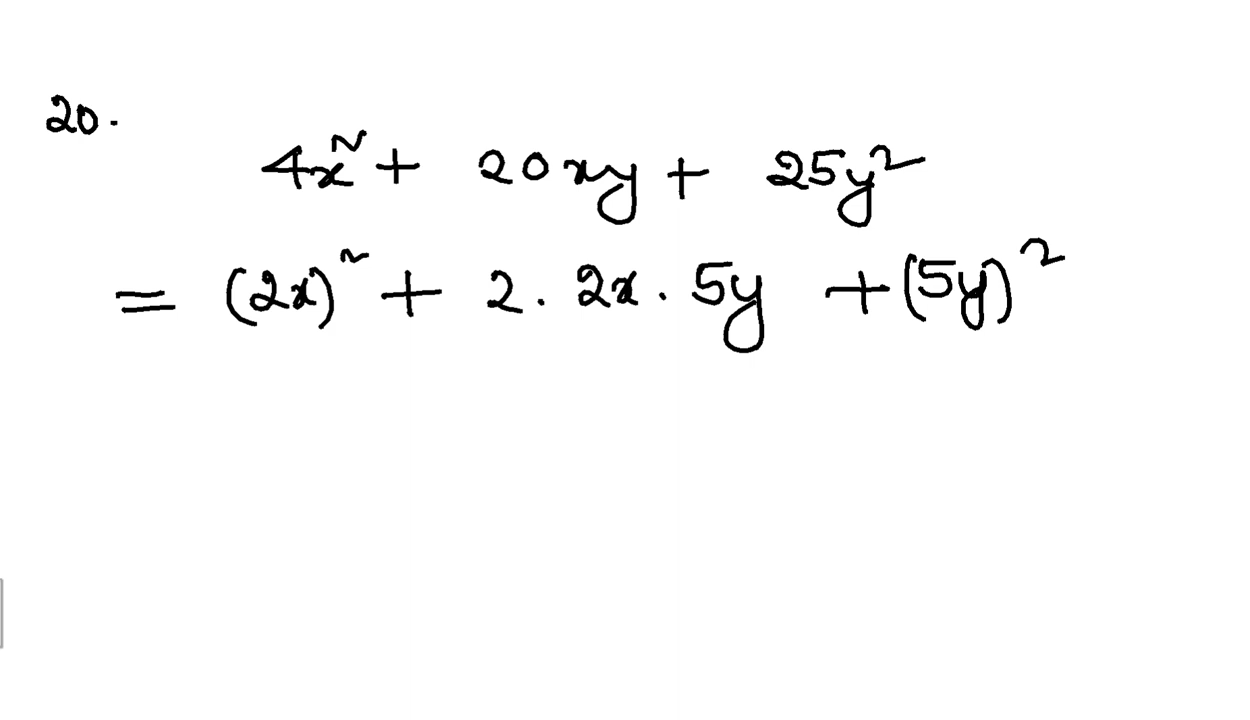 20.
4x² + 20xy + 25y²
= (2x)² + 2. 2x. 5y + (5y)²